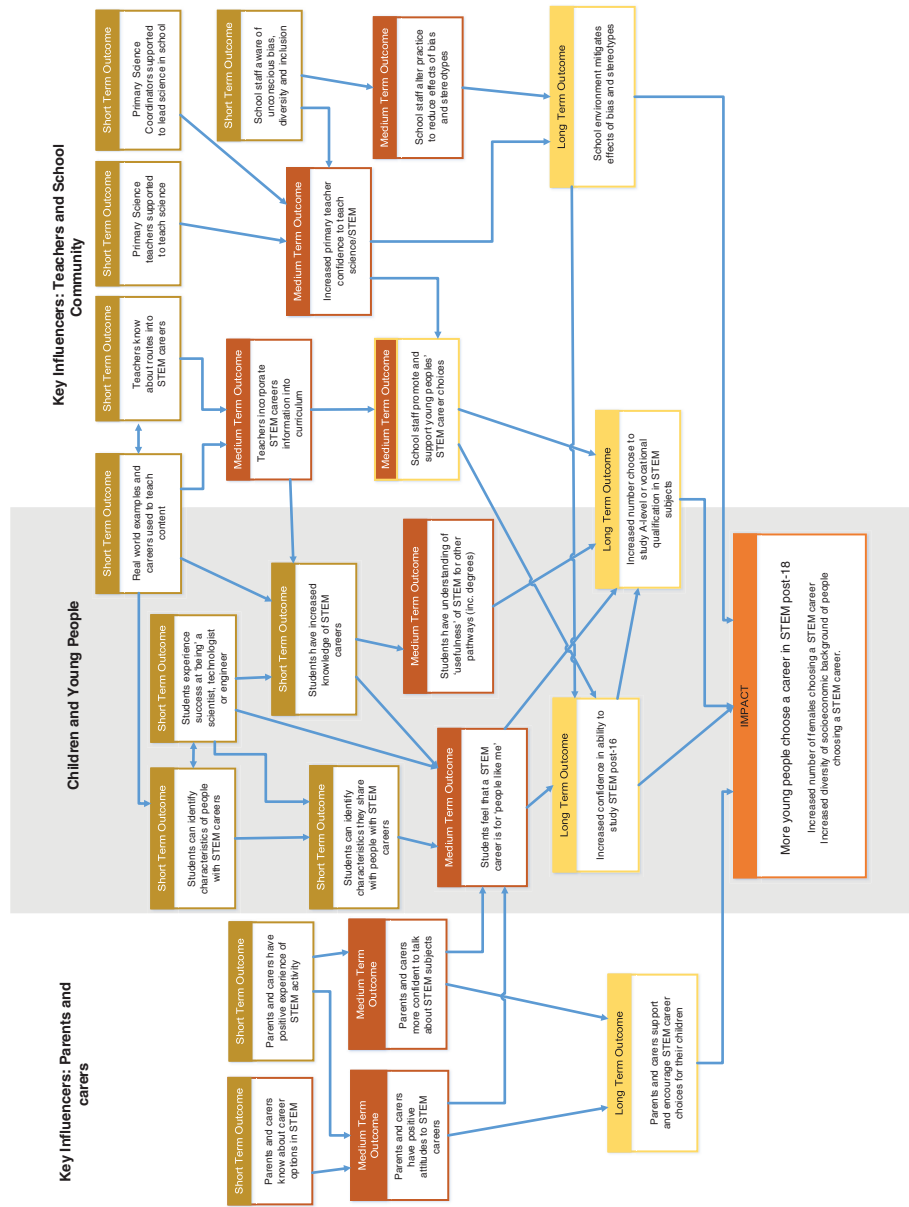 Key Influencers: Parents and
carers
Short Term Outcome
Parents and carers
know about career
options in STEM
Short Term Outcome
Parents and carers have
positive experience of
STEM activity
Medium Term
Outcome
Parents and carers
have positive
attitudes to STEM
careers
Medium Term
Outcome
Parents and carers
more confident to talk
about STEM subjects
Long Term Outcome
Parents and carers support
and encourage STEM career
choices for their children
Children and Young People
Short Term Outcome
Students can identify
characteristics of people
with STEM careers
Short Term Outcome
Students experience
success at 'being' a
scientist, technologist
or engineer
Short Term Outcome
Real world examples and
careers used to teach
content
Short Term Outcome
Students can identify
characteristics they share
with people with STEM
careers
Short Term Outcome
Students have increased
knowledge of STEM
careers
Medium Term Outcome
Students feel that a STEM
career is for 'people like me'
Medium Term Outcome
Students have understanding of
'usefulness' of STEM for other
pathways (inc. degrees)
Long Term Outcome
Increased confidence in ability to
study STEM post-16
Long Term Outcome
Increased number choose to
study A-level or vocational
qualification in STEM
subjects
IMPACT
More young people choose a career in STEM post-18
Increased number of females choosing a STEM career
Increased diversity of socioeconomic background of people
choosing a STEM career.
Key Influencers: Teachers and School
Community
Short Term Outcome
Teachers know
about routes into
STEM careers
Short Term Outcome
Primary Science
teachers supported
to teach science
Short Term Outcome
Primary Science
Coordinators supported
to lead science in school
Short Term Outcome
School staff aware of
unconscious bias,
diversity and inclusion
Medium Term Outcome
Teachers incorporate
STEM careers
information into
curriculum
Medium Term Outcome
Increased primary teacher
confidence to teach
science/STEM
Medium Term Outcome
School staff promote and
support young peoples'
STEM career choices
Medium Term Outcome
School staff alter practice
to reduce effects of bias
and stereotypes
Long Term Outcome
School environment mitigates
effects of bias and stereotypes